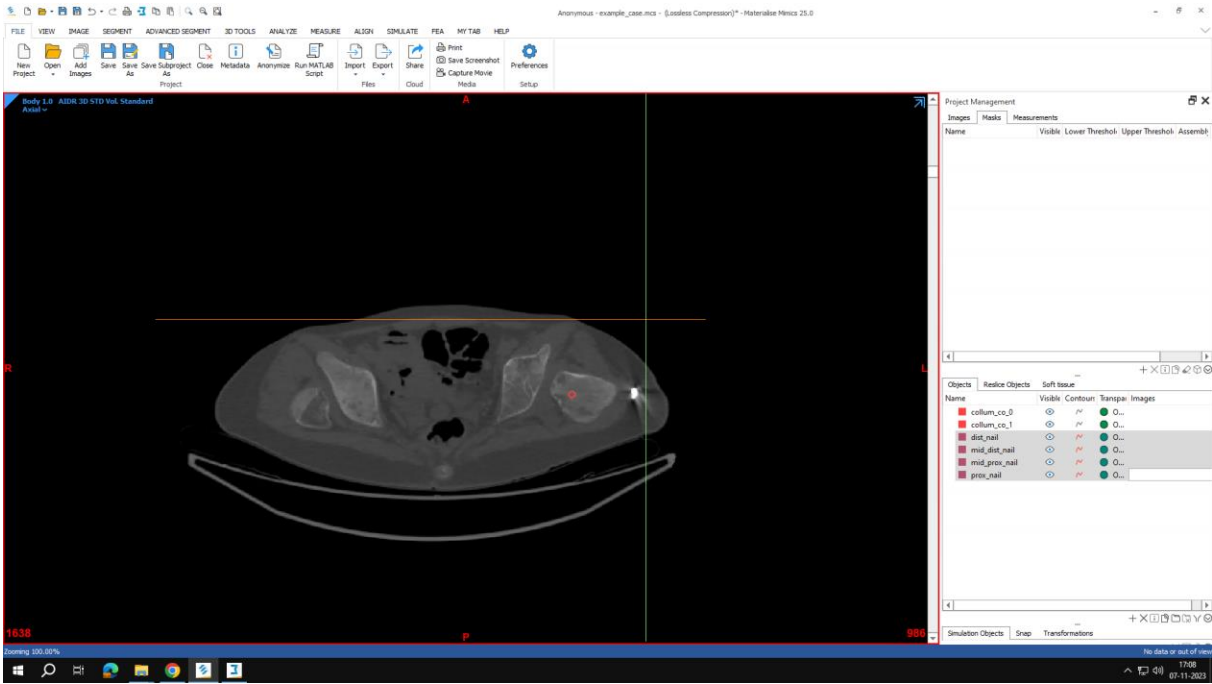 Anonymous - example_case.mcs - (Lossless Compression)* - Materialise Mimics 25.0
FILE VIEW IMAGE SEGMENT ADVANCED SEGMENT 3D TOOLS ANALYZE MEASURE ALIGN SIMULATE FEA MY TAB HELP
New Project
Open
Add Images
Save
Save As
Save Subproject As
Close
Metadata
Anonymize
Run MATLAB Script
Import
Export
Share
Print
Save Screenshot
Capture Movie
Preferences
Project Files Cloud Media Setup
Body 1.0 AIDR 3D STD Vol. Standard
Axial
A
R
L
P
1638
986
Project Management
Images Masks Measurements
Name Visible Lower Threshol Upper Threshol Assembly
Objects Reslice Objects Soft tissue
Name Visible Contour Transpa Images
collum_co_0 O...
collum_co_1 O...
dist_nail O...
mid_dist_nail O...
mid_prox_nail O...
prox_nail O...
Simulation Objects Snap Transformations
Zooming 100.00%
No data or out of view
17:08
07-11-2023